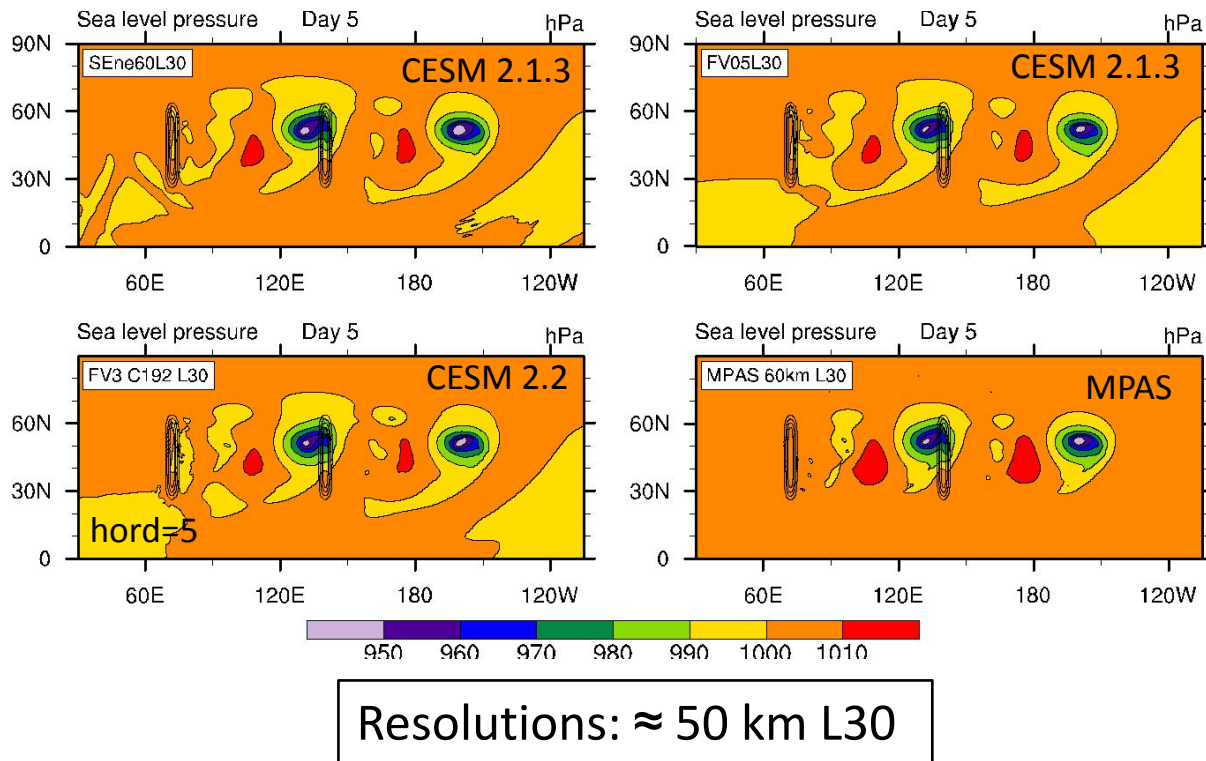 Sea level pressure Day 5 hPa
90N
SEne60L30
CESM 2.1.3
60N
30N
0
60E 120E 180 120W
Sea level pressure Day 5 hPa
FV05L30
CESM 2.1.3
60N
30N
0
60E 120E 180 120W
Sea level pressure Day 5 hPa
FV3 C192 L30
CESM 2.2
60N
30N
hord=5
0
60E 120E 180 120W
Sea level pressure Day 5 hPa
MPAS 60km L30
MPAS
60N
30N
0
60E 120E 180 120W
950 960 970 980 990 1000 1010
Resolutions: ≈ 50 km L30